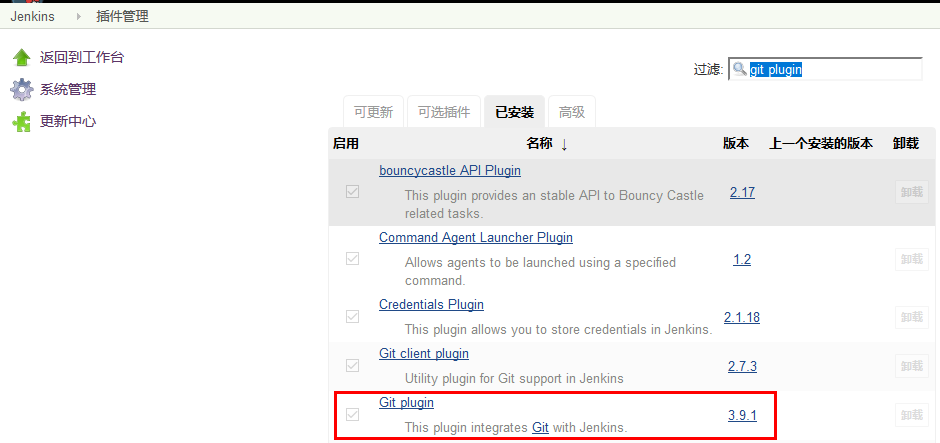 Jenkins 插件管理
返回到工作台
系统管理
更新中心
过滤: git plugin
可更新 可选插件 已安装 高级
启用 名称 ↓ 版本 上一个安装的版本 卸载
bouncycastle API Plugin
This plugin provides an stable API to Bouncy Castle
related tasks.
2.17 卸载
Command Agent Launcher Plugin
Allows agents to be launched using a specified
command.
1.2 卸载
Credentials Plugin
This plugin allows you to store credentials in Jenkins.
2.1.18 卸载
Git client plugin
Utility plugin for Git support in Jenkins
2.7.3 卸载
Git plugin
This plugin integrates Git with Jenkins.
3.9.1 卸载